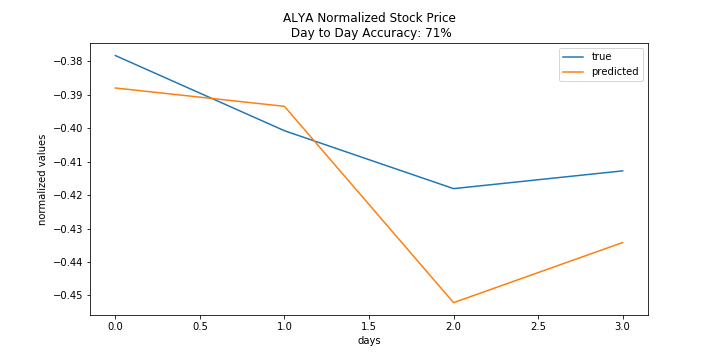 ALYA Normalized Stock Price
Day to Day Accuracy: 71%
true
predicted
normalized values
−0.38
−0.39
−0.40
−0.41
−0.42
−0.43
−0.44
−0.45
0.0 0.5 1.0 1.5 2.0 2.5 3.0
days